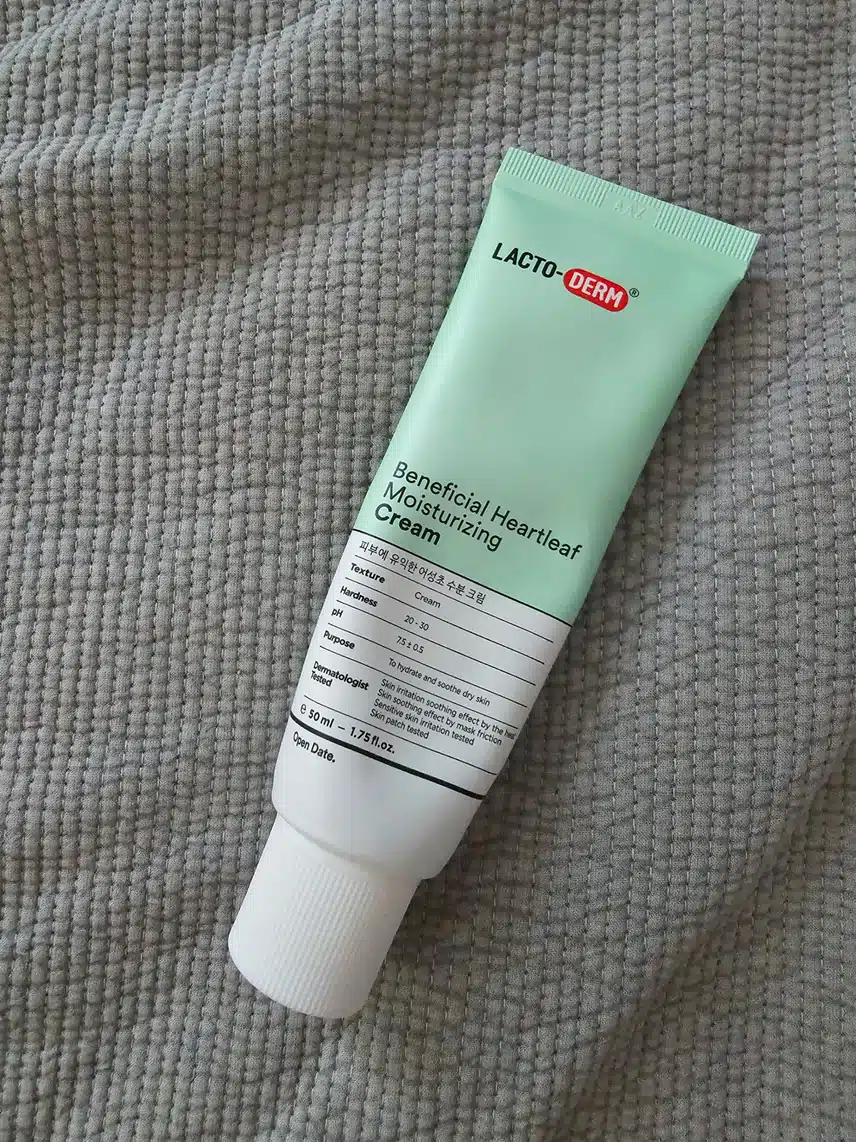 LACTO-DERM®
Beneficial Heartleaf
Moisturizing
Cream
피부에 유익한 어성초 수분 크림
Texture Cream
Hardness 20 - 30
pH 7.5 ± 0.5
Purpose To hydrate and soothe dry skin
Dermatologist
Tested
Skin irritation soothing effect by the heat
Skin soothing effect by mask friction
Sensitive skin irritation tested
Skin patch tested
℮ 50 ml — 1.75 fl.oz.
Open Date.